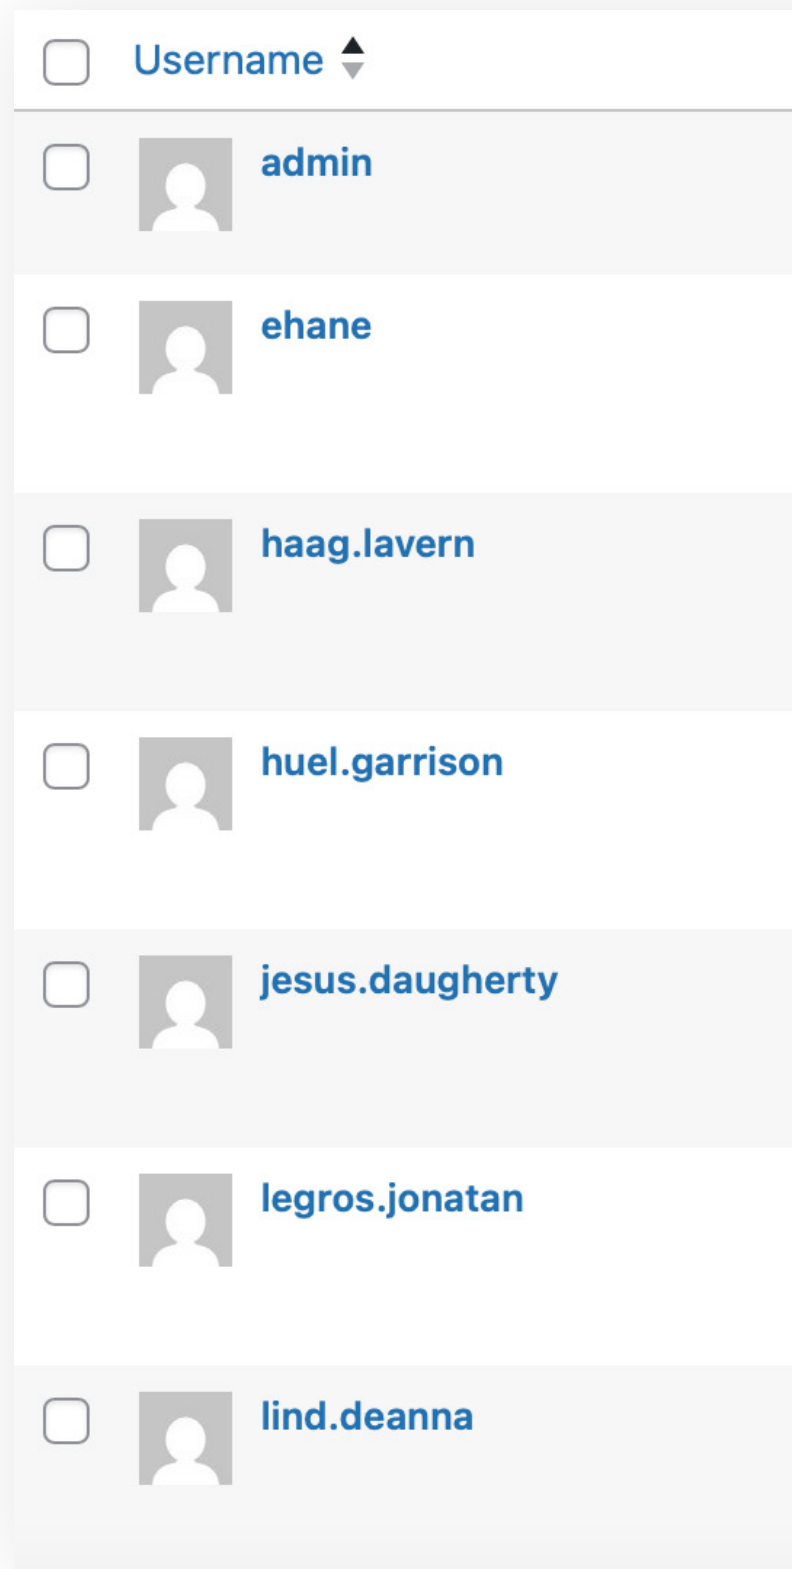 Username
admin
ehane
haag.lavern
huel.garrison
jesus.daugherty
legros.jonatan
lind.deanna